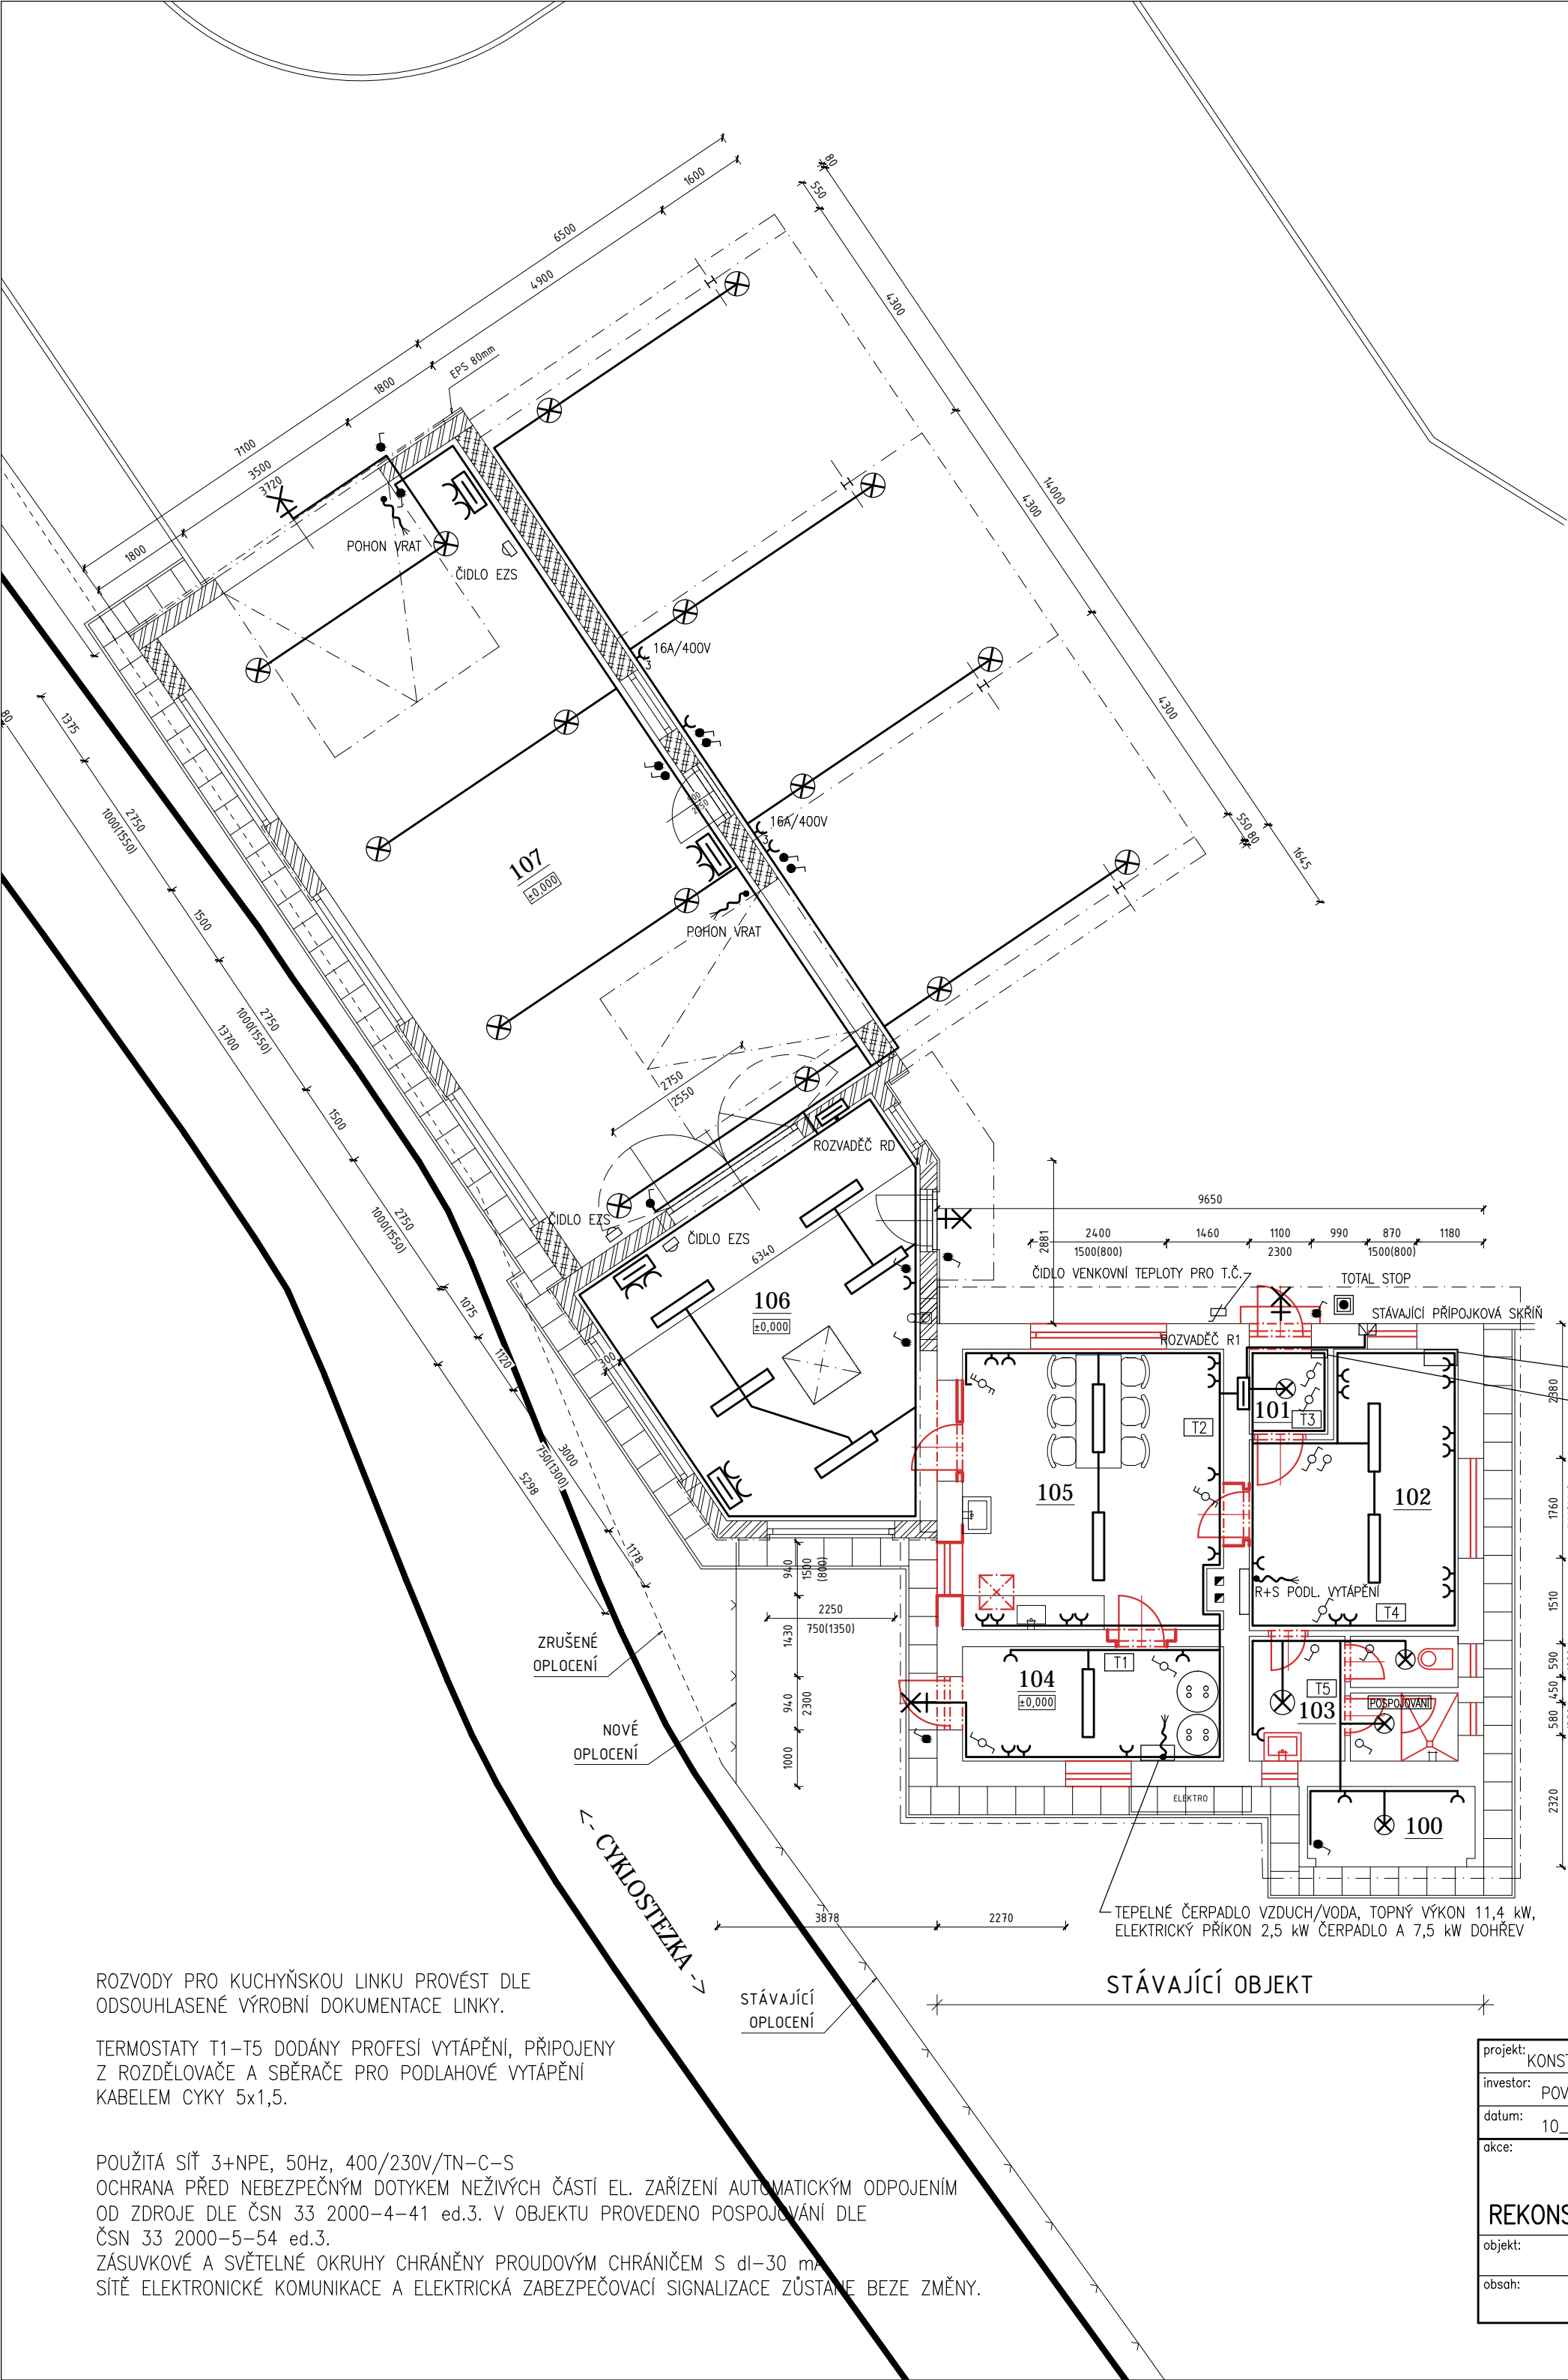 80
550
1600
6500
4900
4300
EPS 80mm
1800
7100
3500
3720
1800
14000
4300
POHON VRAT
ČIDLO EZS
16A/400V
3
4300
80
1375
2750
1000(1550)
900
2150
16A/400V
3
550
80
1645
107
±0,000
1500
POHON VRAT
2750
1000(1550)
13700
2750
2550
1500
ROZVADĚČ RD
2750
1000(1550)
ČIDLO EZS
ČIDLO EZS
6340
9650
2881
2400
1500(800)
1460
1100
2300
990
870
1500(800)
1180
ČIDLO VENKOVNÍ TEPLOTY PRO T.Č.
TOTAL STOP
STÁVAJÍCÍ PŘÍPOJKOVÁ SKŘÍŇ
ROZVADĚČ R1
106
±0,000
1075
1120
300
101
T3
T2
2380
3000
750(1300)
5298
105
102
1760
1178
940
1500
(800)
R+S PODL. VYTÁPĚNÍ
T4
1510
2250
750(1350)
1430
ZRUŠENÉ
OPLOCENÍ
T1
104
±0,000
T5
103
POSPOJOVÁNÍ
590
450
580
940
2300
NOVÉ
OPLOCENÍ
1000
ELEKTRO
100
2320
<- CYKLOSTEZKA ->
3878
2270
TEPELNÉ ČERPADLO VZDUCH/VODA, TOPNÝ VÝKON 11,4 kW,
ELEKTRICKÝ PŘÍKON 2,5 kW ČERPADLO A 7,5 kW DOHŘEV
STÁVAJÍCÍ OBJEKT
STÁVAJÍCÍ
OPLOCENÍ
ROZVODY PRO KUCHYŇSKOU LINKU PROVÉST DLE
ODSOUHLASENÉ VÝROBNÍ DOKUMENTACE LINKY.
TERMOSTATY T1-T5 DODÁNY PROFESÍ VYTÁPĚNÍ, PŘIPOJENY
Z ROZDĚLOVAČE A SBĚRAČE PRO PODLAHOVÉ VYTÁPĚNÍ
KABELEM CYKY 5x1,5.
POUŽITÁ SÍŤ 3+NPE, 50Hz, 400/230V/TN-C-S
OCHRANA PŘED NEBEZPEČNÝM DOTYKEM NEŽIVÝCH ČÁSTÍ EL. ZAŘÍZENÍ AUTOMATICKÝM ODPOJENÍM
OD ZDROJE DLE ČSN 33 2000-4-41 ed.3. V OBJEKTU PROVEDENO POSPOJOVÁNÍ DLE
ČSN 33 2000-5-54 ed.3.
ZÁSUVKOVÉ A SVĚTELNÉ OKRUHY CHRÁNĚNY PROUDOVÝM CHRÁNIČEM S dI-30 mA
SÍTĚ ELEKTRONICKÉ KOMUNIKACE A ELEKTRICKÁ ZABEZPEČOVACÍ SIGNALIZACE ZŮSTANE BEZE ZMĚNY.
projekt: KONST
investor: POV
datum: 10_
akce:
REKONS
objekt:
obsah: